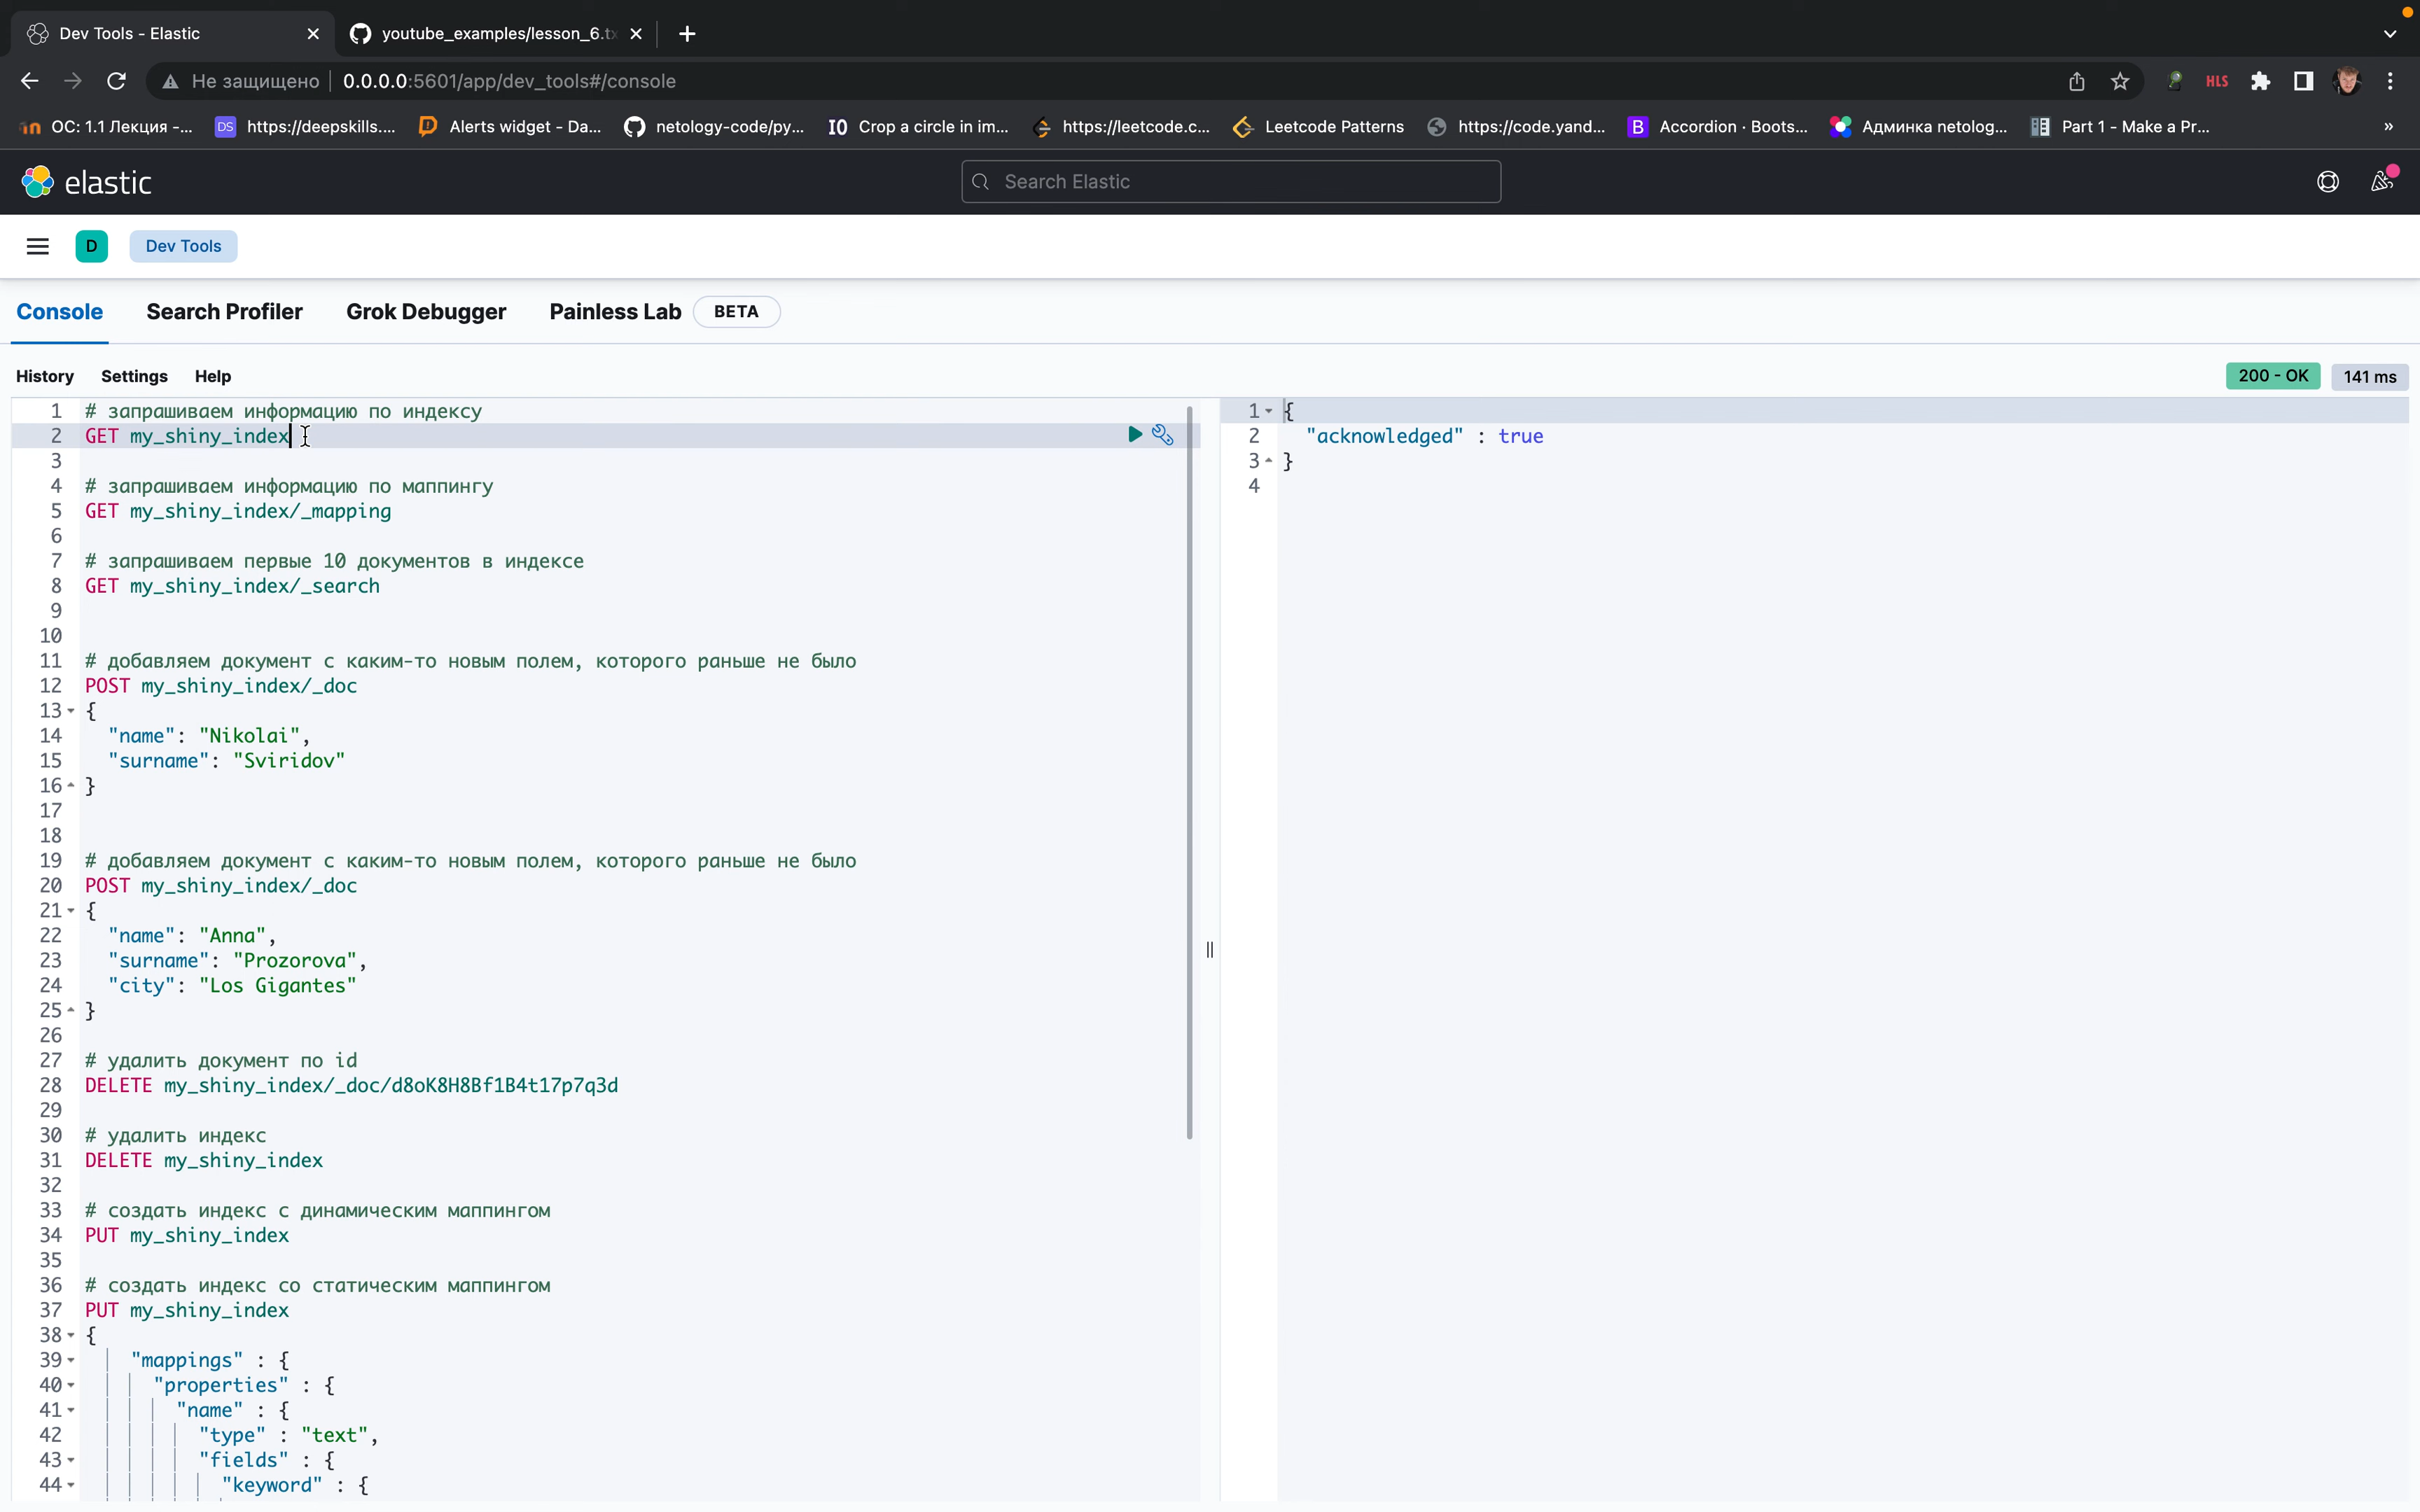 Dev Tools - Elastic
youtube_examples/lesson_6.tx
Не защищено
0.0.0.0:5601/app/dev_tools#/console
HLS
ОС: 1.1 Лекция -...
DS
https://deepskills....
Alerts widget - Da...
netology-code/py...
IO
Crop a circle in im...
https://leetcode.c...
Leetcode Patterns
https://code.yand...
B
Accordion · Boots...
Админка netolog...
Part 1 - Make a Pr...
»
elastic
Search Elastic
D
Dev Tools
Console
Search Profiler
Grok Debugger
Painless Lab
BETA
History
Settings
Help
200 - OK
141 ms
1 # запрашиваем информацию по индексу
2 GET my_shiny_index
3
4 # запрашиваем информацию по маппингу
5 GET my_shiny_index/_mapping
6
7 # запрашиваем первые 10 документов в индексе
8 GET my_shiny_index/_search
9
10
11 # добавляем документ с каким-то новым полем, которого раньше не было
12 POST my_shiny_index/_doc
13 {
14 "name": "Nikolai",
15 "surname": "Sviridov"
16 }
17
18
19 # добавляем документ с каким-то новым полем, которого раньше не было
20 POST my_shiny_index/_doc
21 {
22 "name": "Anna",
23 "surname": "Prozorova",
24 "city": "Los Gigantes"
25 }
26
27 # удалить документ по id
28 DELETE my_shiny_index/_doc/d8oK8H8Bf1B4t17p7q3d
29
30 # удалить индекс
31 DELETE my_shiny_index
32
33 # создать индекс с динамическим маппингом
34 PUT my_shiny_index
35
36 # создать индекс со статическим маппингом
37 PUT my_shiny_index
38 {
39 "mappings" : {
40 "properties" : {
41 "name" : {
42 "type" : "text",
43 "fields" : {
44 "keyword" : {
1 {
2 "acknowledged" : true
3 }
4